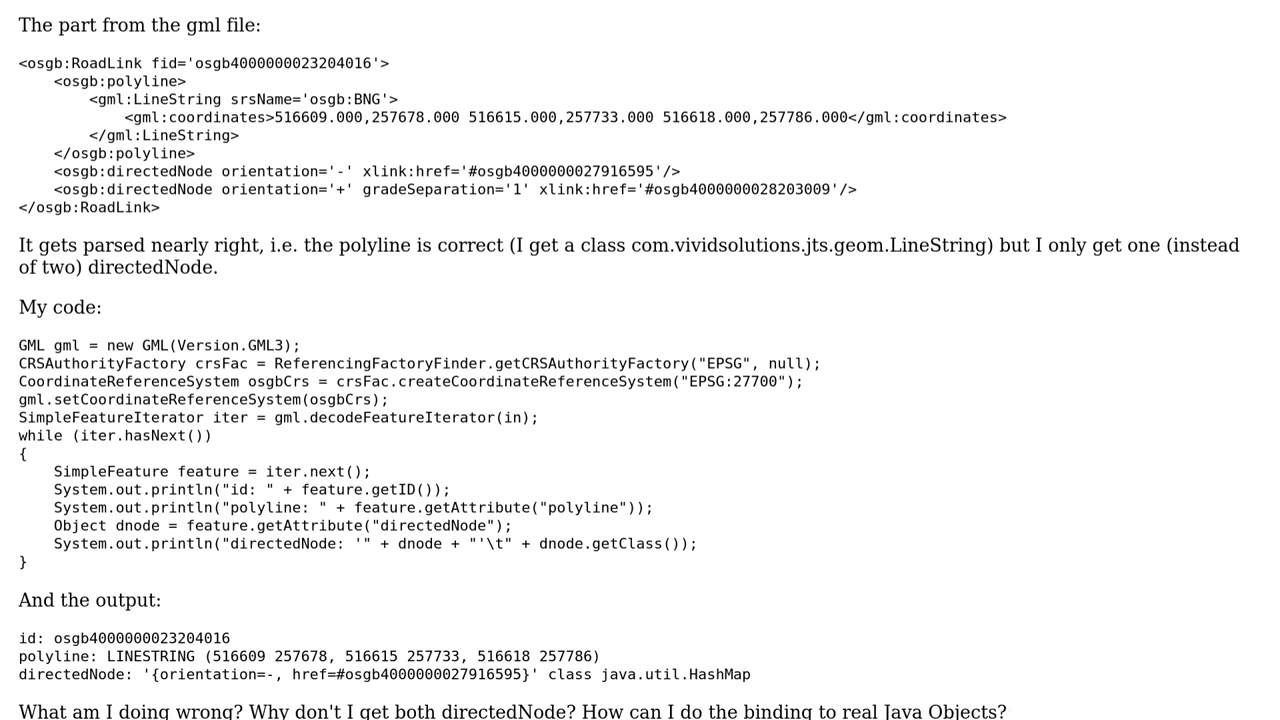 The part from the gml file:
<osgb:RoadLink fid='osgb4000000023204016'>
    <osgb:polyline>
        <gml:LineString srsName='osgb:BNG'>
            <gml:coordinates>516609.000,257678.000 516615.000,257733.000 516618.000,257786.000</gml:coordinates>
        </gml:LineString>
    </osgb:polyline>
    <osgb:directedNode orientation='-' xlink:href='#osgb4000000027916595'/>
    <osgb:directedNode orientation='+' gradeSeparation='1' xlink:href='#osgb4000000028203009'/>
</osgb:RoadLink>
It gets parsed nearly right, i.e. the polyline is correct (I get a class com.vividsolutions.jts.geom.LineString) but I only get one (instead
of two) directedNode.
My code:
GML gml = new GML(Version.GML3);
CRSAuthorityFactory crsFac = ReferencingFactoryFinder.getCRSAuthorityFactory("EPSG", null);
CoordinateReferenceSystem osgbCrs = crsFac.createCoordinateReferenceSystem("EPSG:27700");
gml.setCoordinateReferenceSystem(osgbCrs);
SimpleFeatureIterator iter = gml.decodeFeatureIterator(in);
while (iter.hasNext())
{
    SimpleFeature feature = iter.next();
    System.out.println("id: " + feature.getID());
    System.out.println("polyline: " + feature.getAttribute("polyline"));
    Object dnode = feature.getAttribute("directedNode");
    System.out.println("directedNode: '" + dnode + "'\t" + dnode.getClass());
}
And the output:
id: osgb4000000023204016
polyline: LINESTRING (516609 257678, 516615 257733, 516618 257786)
directedNode: '{orientation=-, href=#osgb4000000027916595}' class java.util.HashMap
What am I doing wrong? Why don't I get both directedNode? How can I do the binding to real Java Objects?